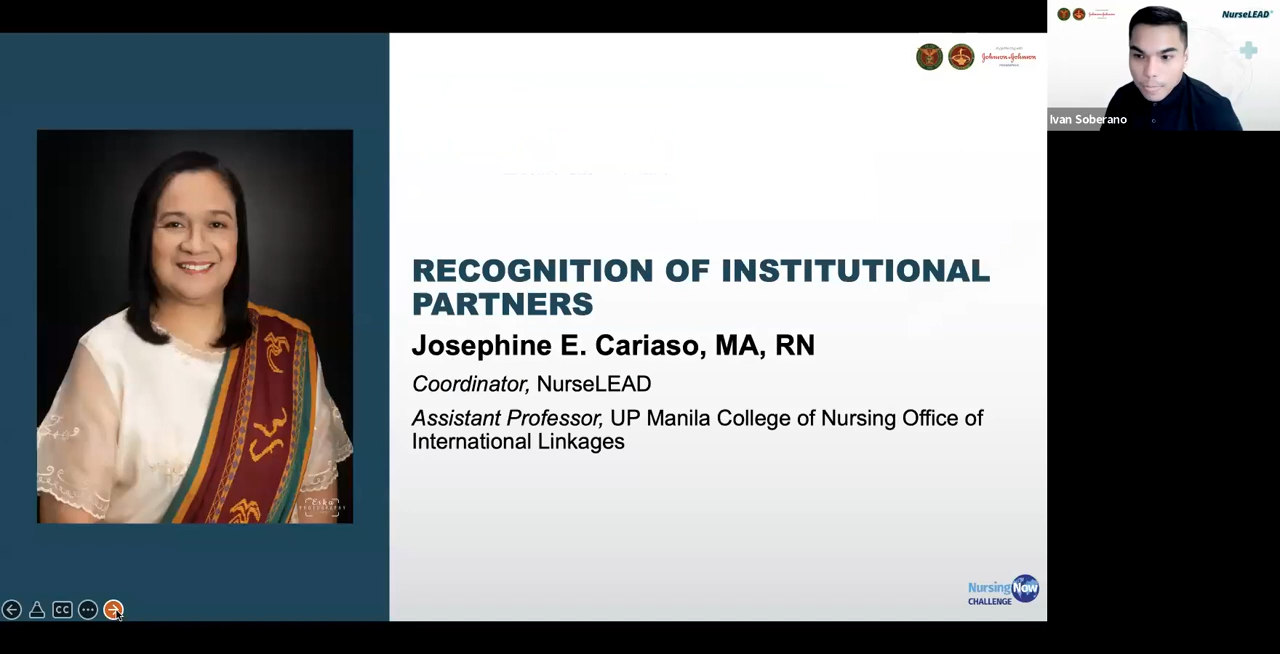 Johnson & Johnson
NurseLEAD
Ivan Soberano
RECOGNITION OF INSTITUTIONAL
PARTNERS
Josephine E. Cariaso, MA, RN
Coordinator, NurseLEAD
Assistant Professor, UP Manila College of Nursing Office of
International Linkages
NursingNow
CHALLENGE
CC